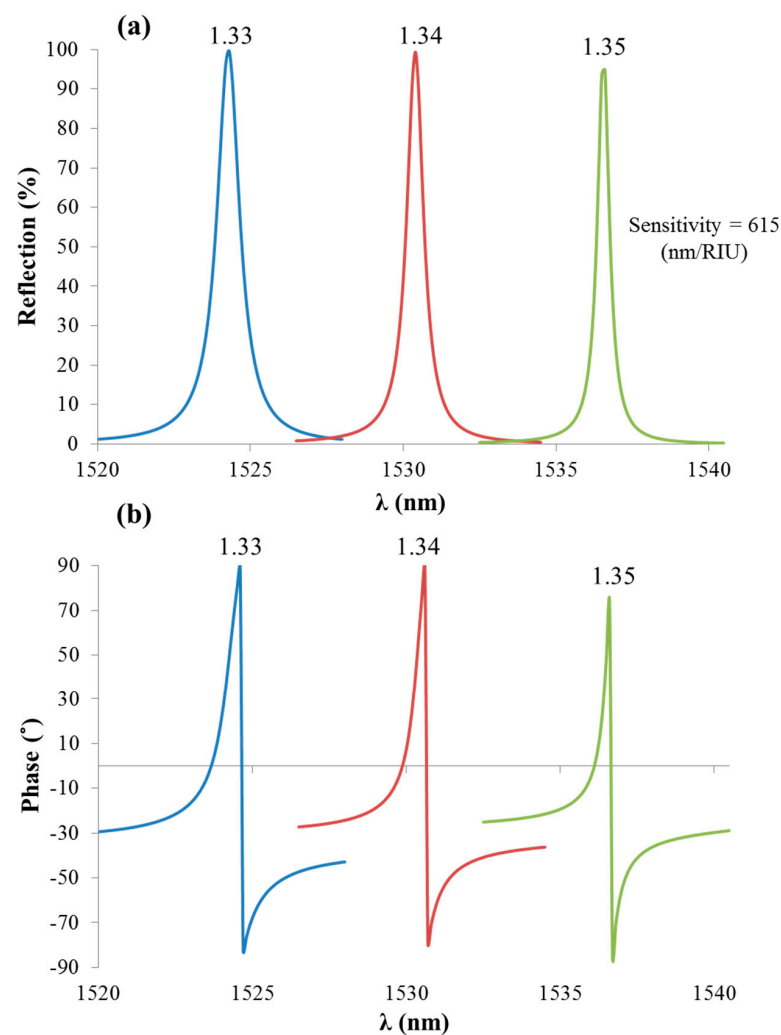 (a)
1.33 1.34 1.35
100
90
80
70
60
50
40
30
20
10
0
Reflection (%)
Sensitivity = 615
(nm/RIU)
1520 1525 1530 1535 1540
λ (nm)
(b)
1.33 1.34 1.35
90
70
50
30
10
-10
-30
-50
-70
-90
Phase (˚)
1520 1525 1530 1535 1540
λ (nm)